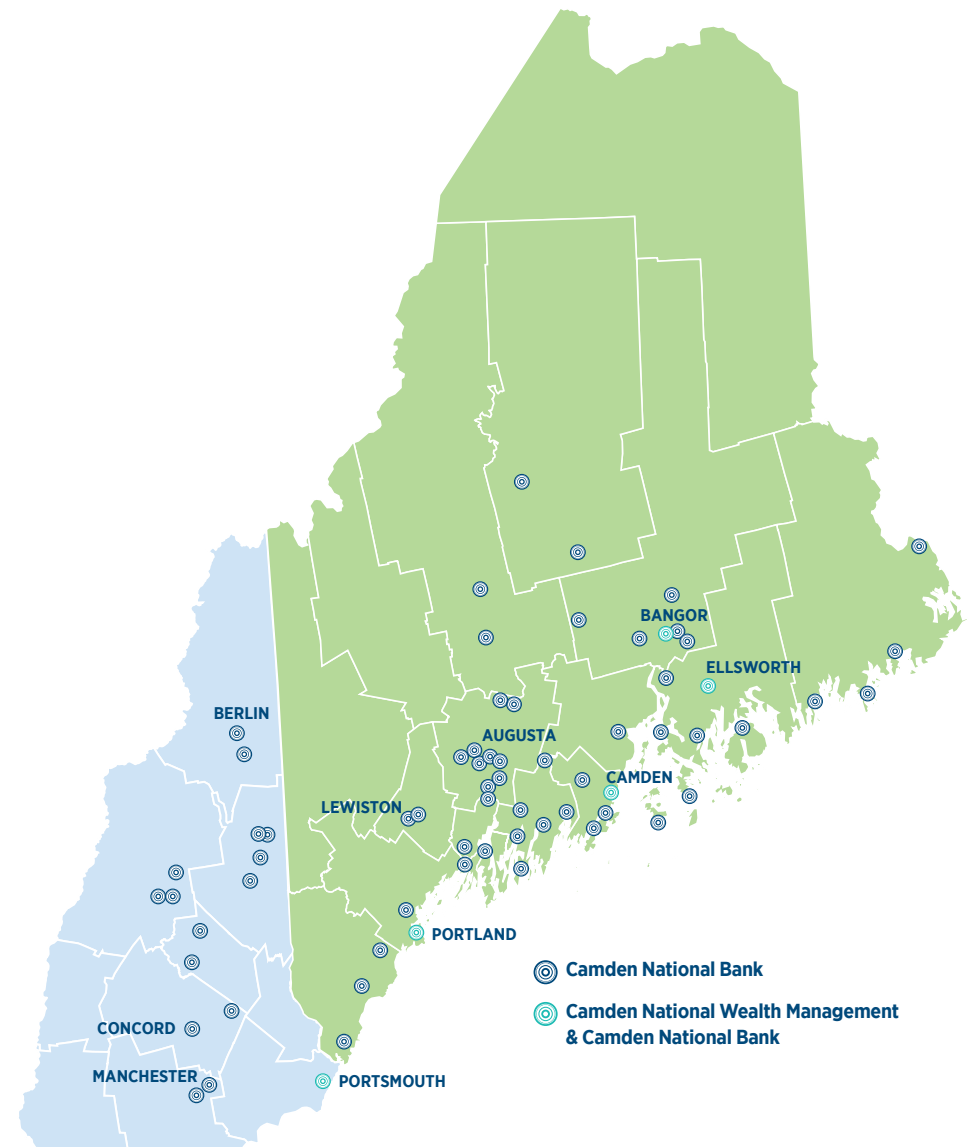 BANGOR
ELLSWORTH
BERLIN
AUGUSTA
CAMDEN
LEWISTON
PORTLAND
Camden National Bank
Camden National Wealth Management
& Camden National Bank
CONCORD
MANCHESTER
PORTSMOUTH